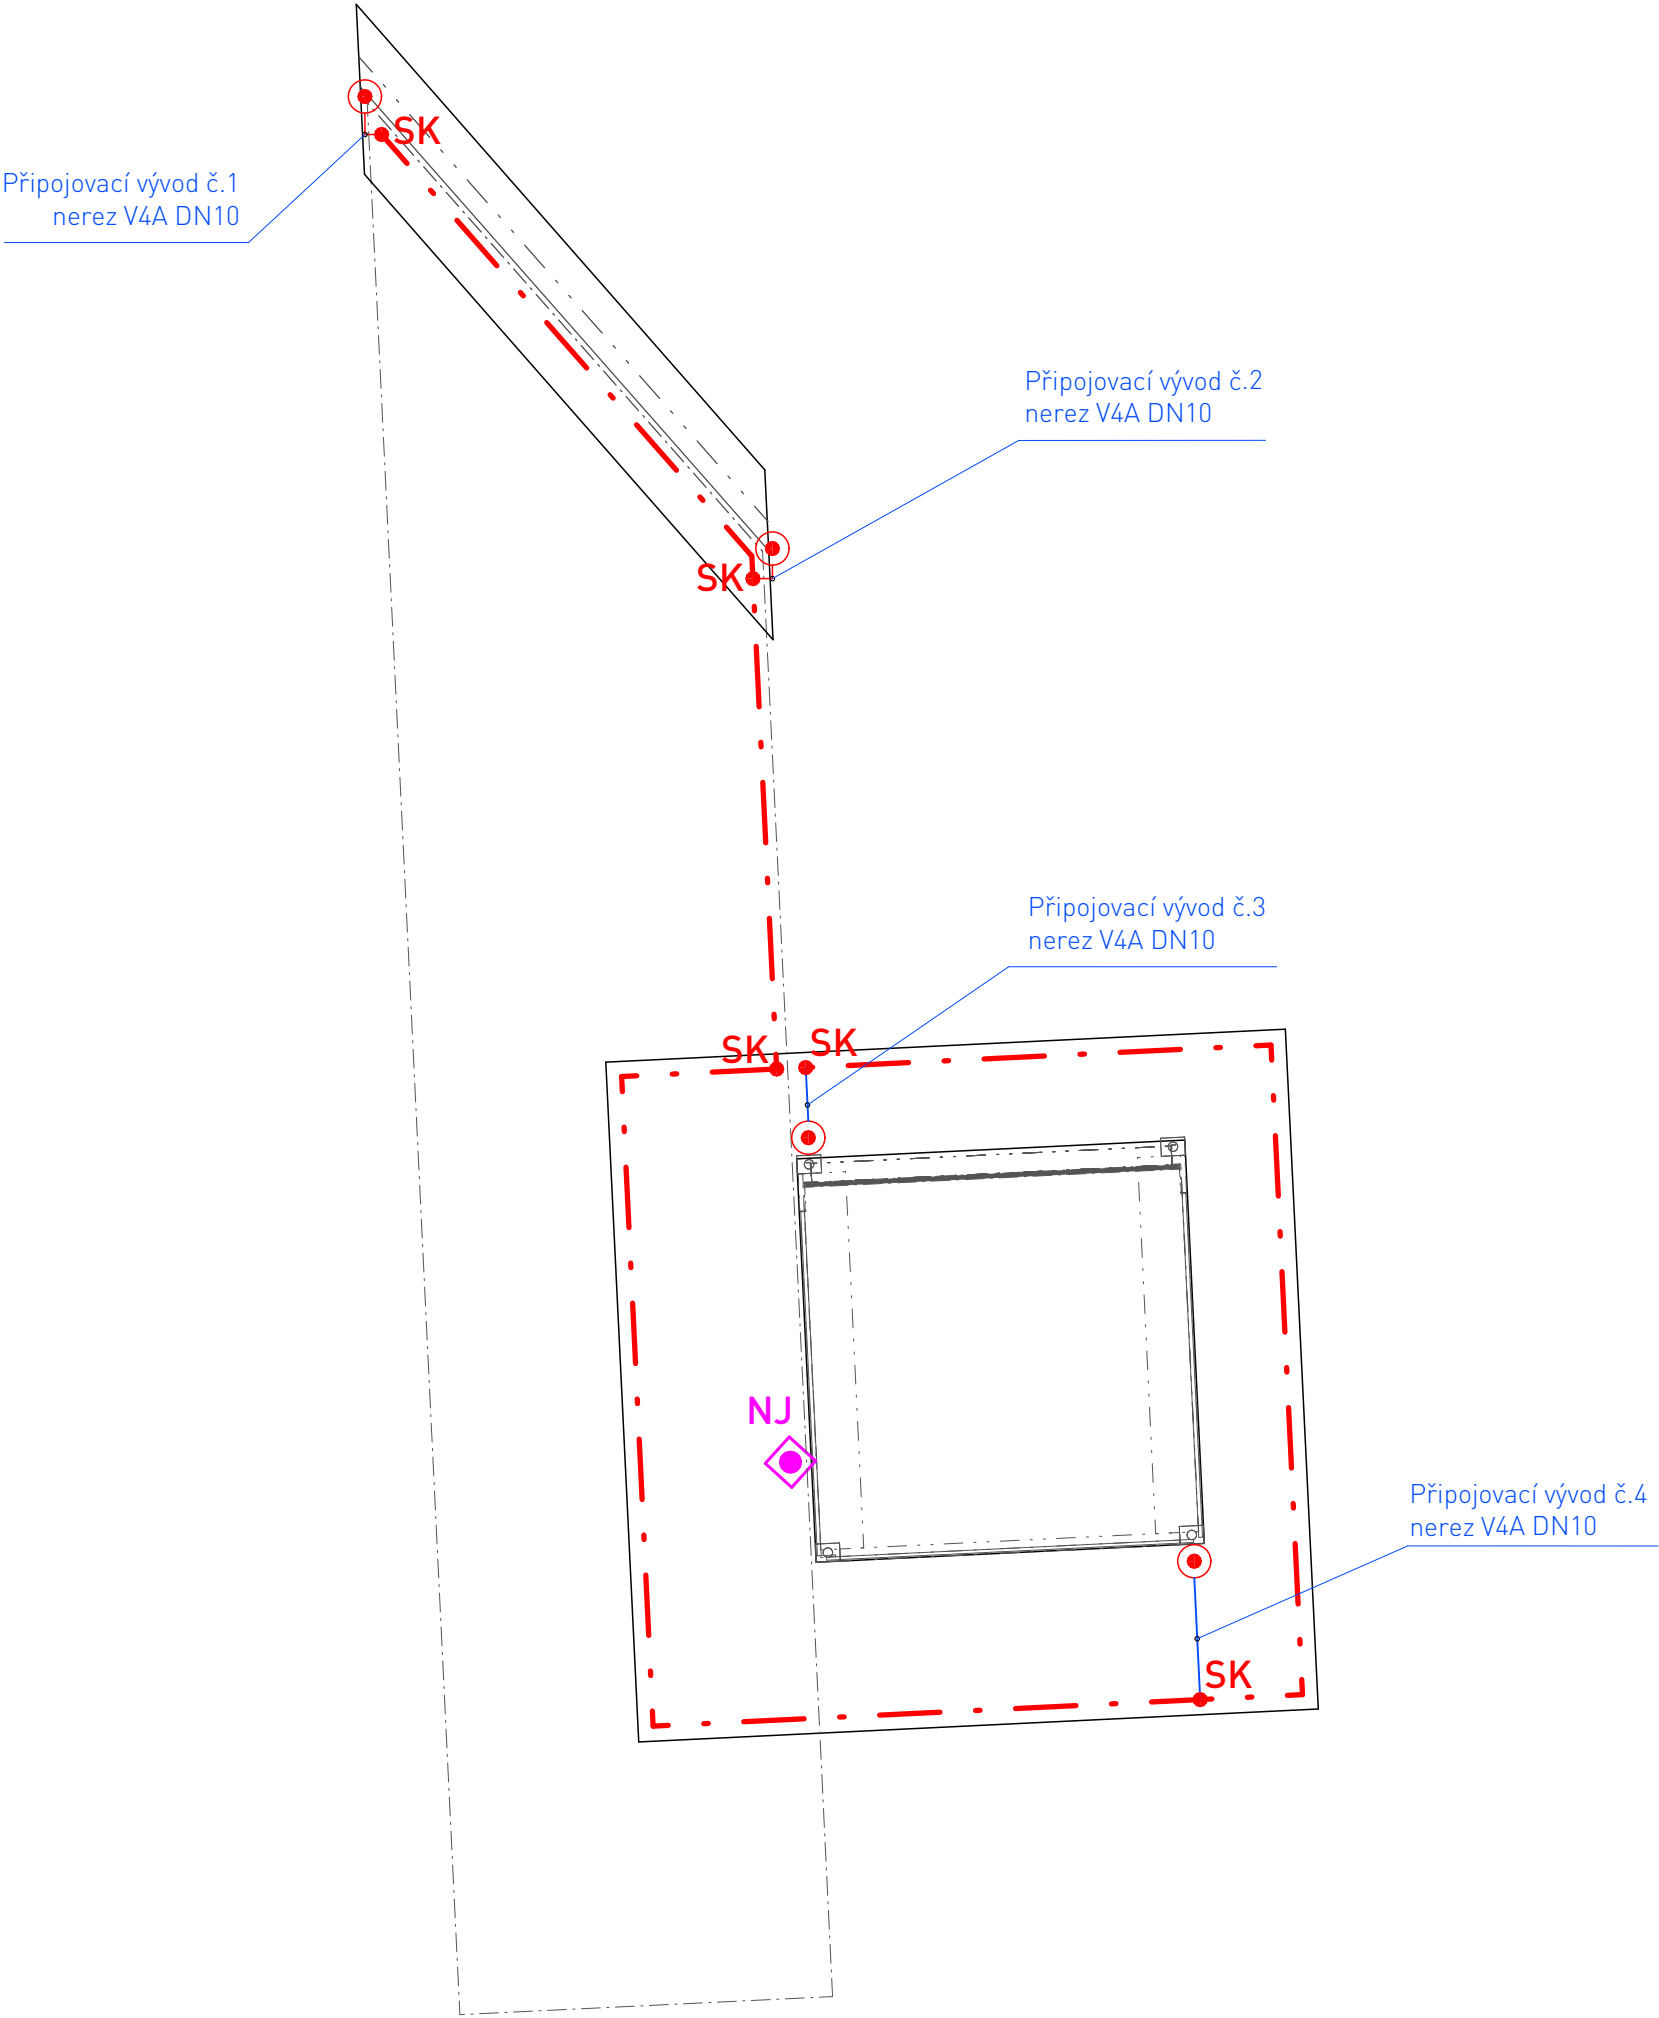 SK
Připojovací vývod č.1
nerez V4A DN10
Připojovací vývod č.2
nerez V4A DN10
SK
Připojovací vývod č.3
nerez V4A DN10
SK
SK
NJ
Připojovací vývod č.4
nerez V4A DN10
SK